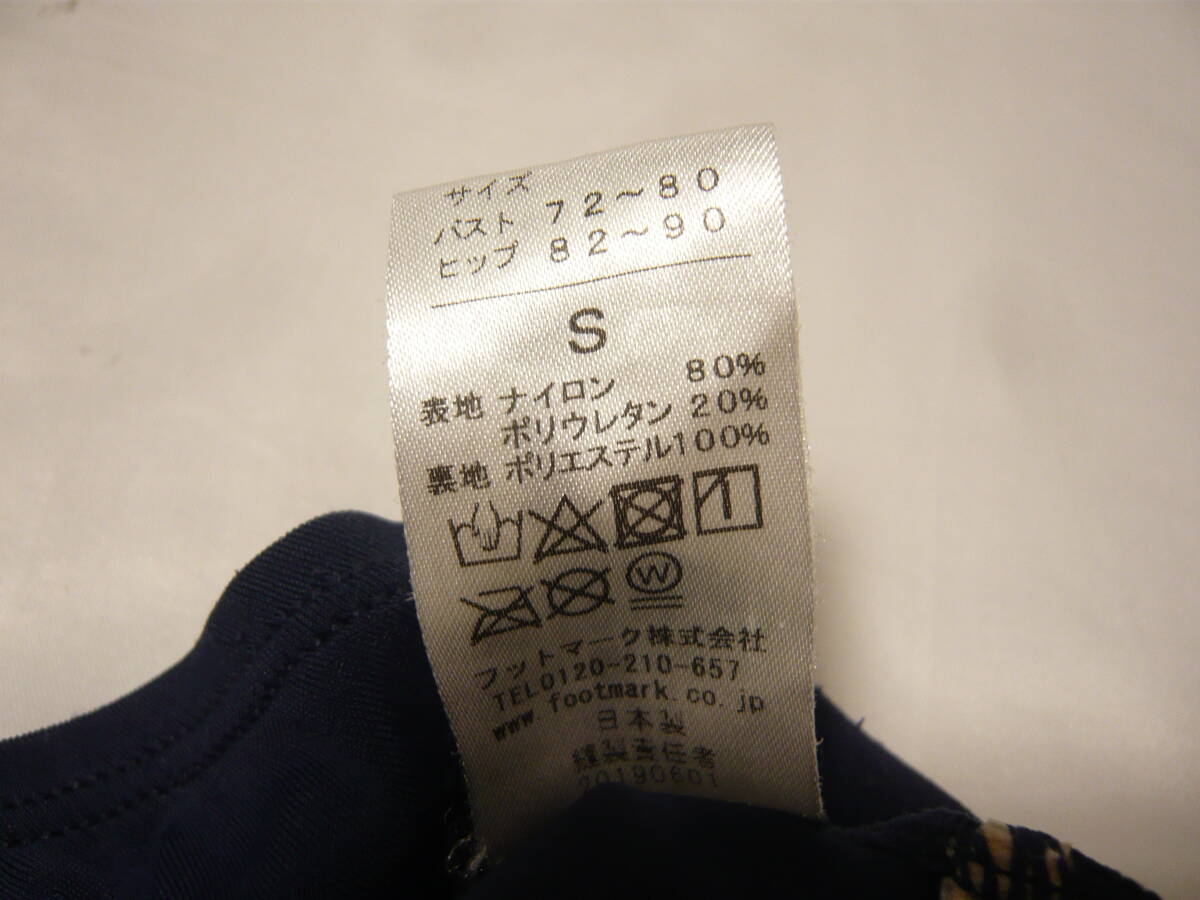 サイズ
バスト 72～80
ヒップ 82～90
S
表地 ナイロン 80%
ポリウレタン 20%
裏地 ポリエステル100%
W
フットマーク株式会社
TEL0120-210-657
www.footmark.co.jp
日本製
縫製責任者
20190601